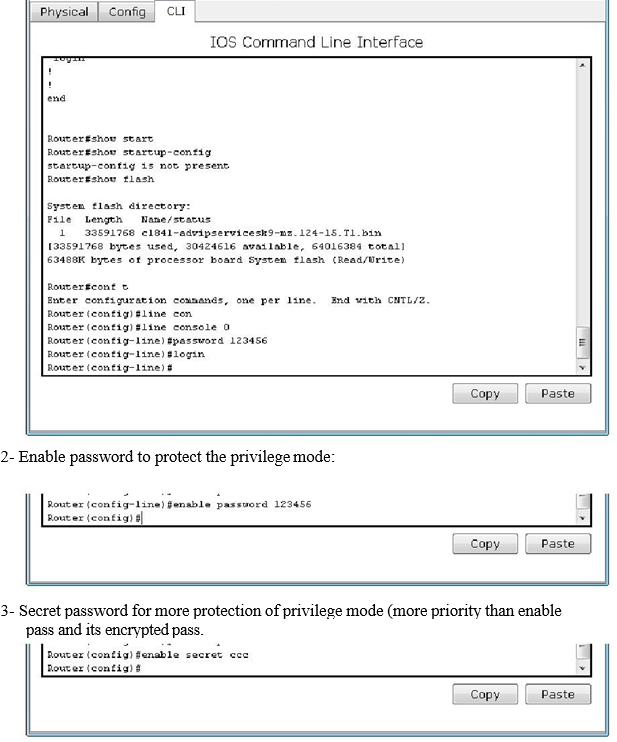 Physical Config CLI
IOS Command Line Interface
login
!
!
end
Router#show start
Router#show startup-config
startup-config is not present
Router#show flash
System flash directory:
File Length Name/status
1 33591768 c1841-advipservicesk9-mz.124-15.T1.bin
[33591768 bytes used, 30424616 available, 64016384 total]
63488K bytes of processor board System flash (Read/Write)
Router#conf t
Enter configuration commands, one per line. End with CNTL/Z.
Router(config)#line con
Router(config)#line console 0
Router(config-line)#password 123456
Router(config-line)#login
Router(config-line)#
Copy Paste
2- Enable password to protect the privilege mode:
Router(config-line)#enable password 123456
Router(config)#
Copy Paste
3- Secret password for more protection of privilege mode (more priority than enable
pass and its encrypted pass.
Router(config)#enable secret ccc
Router(config)#
Copy Paste